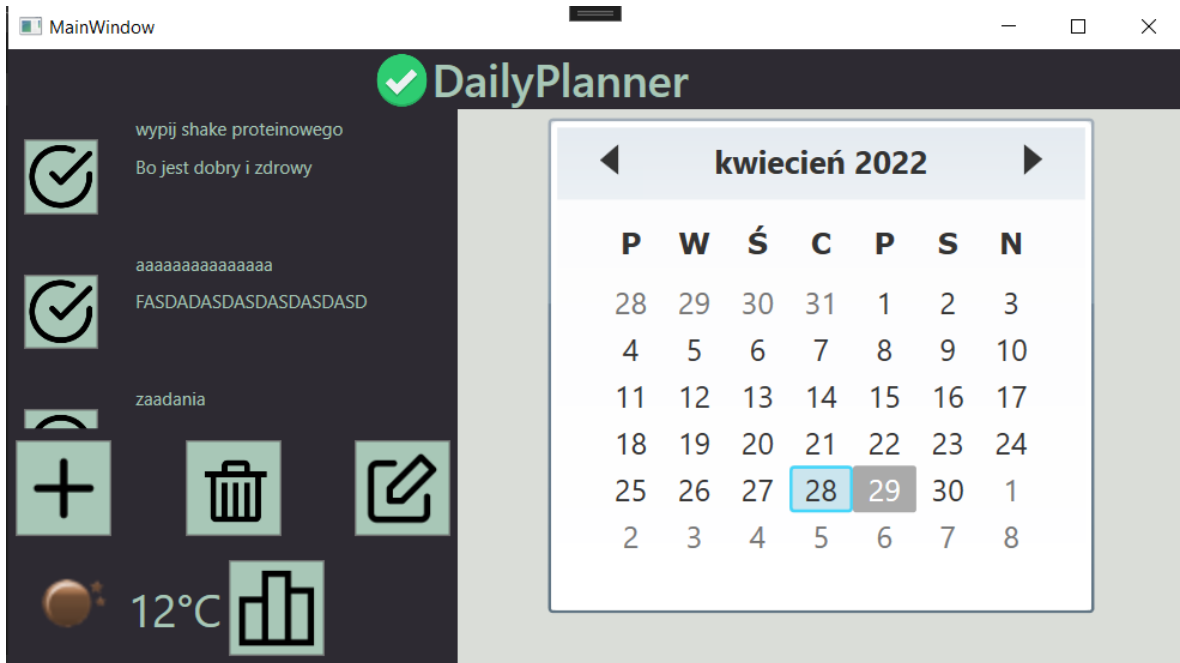 MainWindow
DailyPlanner
wypij shake proteinowego
Bo jest dobry i zdrowy
aaaaaaaaaaaaaaa
FASDADASDASDASDASDASD
zaadania
12°C
kwiecień 2022
P W Ś C P S N
28 29 30 31 1 2 3
4 5 6 7 8 9 10
11 12 13 14 15 16 17
18 19 20 21 22 23 24
25 26 27 28 29 30 1
2 3 4 5 6 7 8